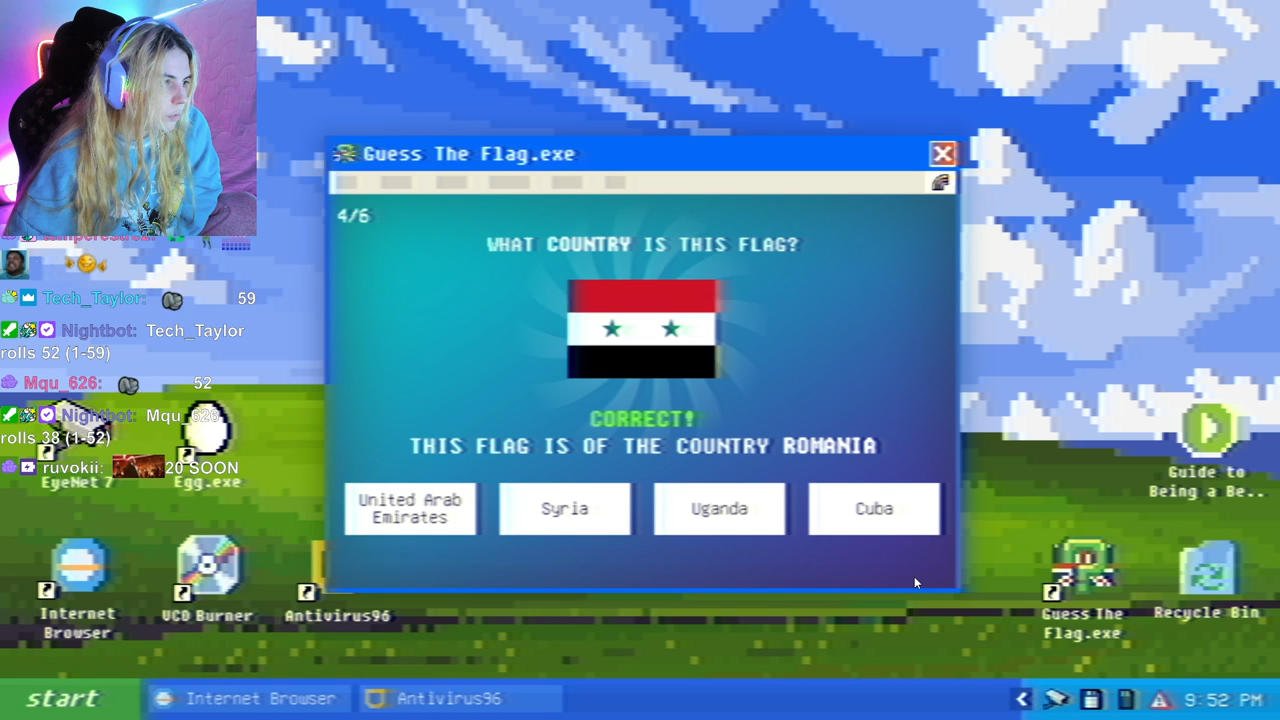 Guess The Flag.exe
4/6
WHAT COUNTRY IS THIS FLAG?
CORRECT!
THIS FLAG IS OF THE COUNTRY ROMANIA
United Arab
Emirates
Syria
Uganda
Cuba
Tech_Taylor: 59
Nightbot: Tech_Taylor
rolls 52 (1-59)
Mqu_626: 52
Nightbot: Mqu_626
rolls 38 (1-52)
ruvokii: 20 SOON
EyeNet 7
Egg.exe
Internet
Browser
VCD Burner
Antivirus96
Guide to
Being a Be..
Guess The
Flag.exe
Recycle Bin
start
Internet Browser
Antivirus96
9:52 PM